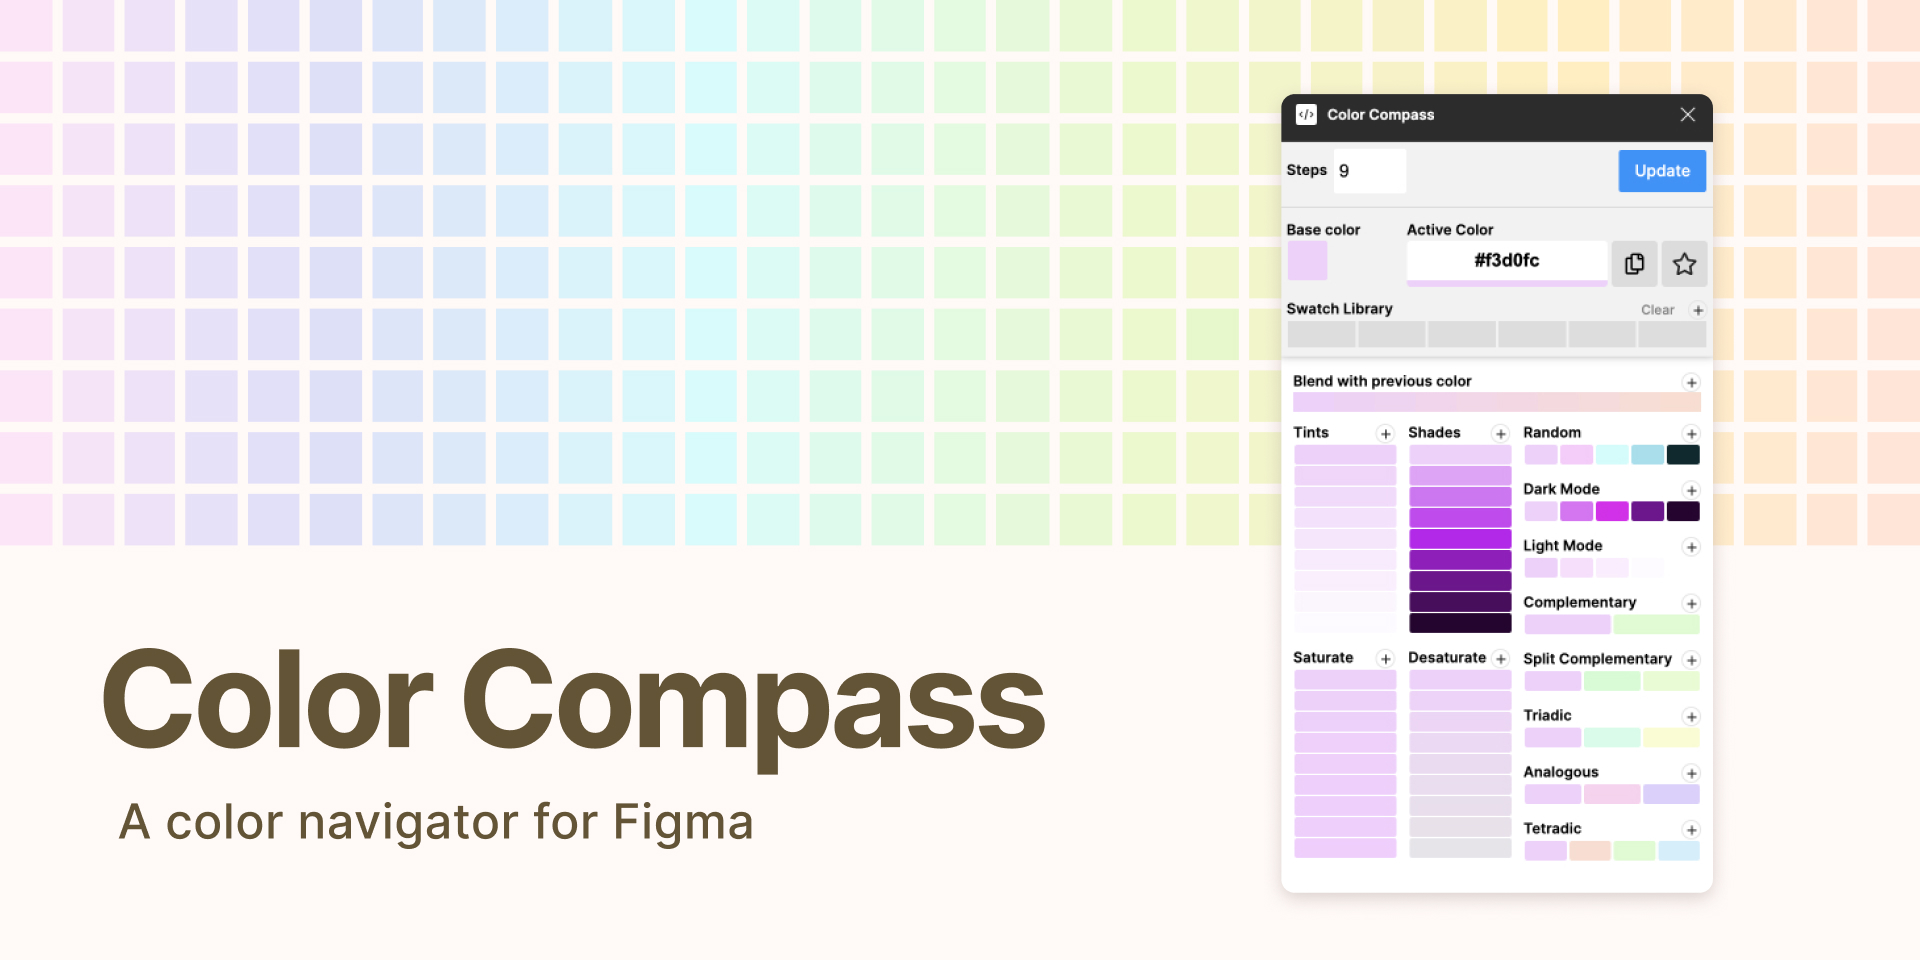 Color Compass
A color navigator for Figma
</> Color Compass
Steps 9 Update
Base color Active Color
#f3d0fc
Swatch Library Clear +
Blend with previous color +
Tints + Shades + Random +
Dark Mode +
Light Mode +
Complementary +
Saturate + Desaturate + Split Complementary +
Triadic +
Analogous +
Tetradic +